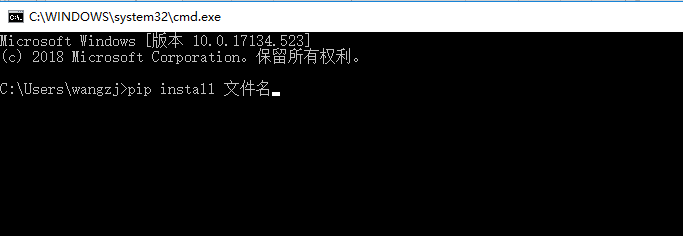 C:\WINDOWS\system32\cmd.exe
Microsoft Windows [版本 10.0.17134.523]
(c) 2018 Microsoft Corporation。保留所有权利。
C:\Users\wangzj>pip install 文件名